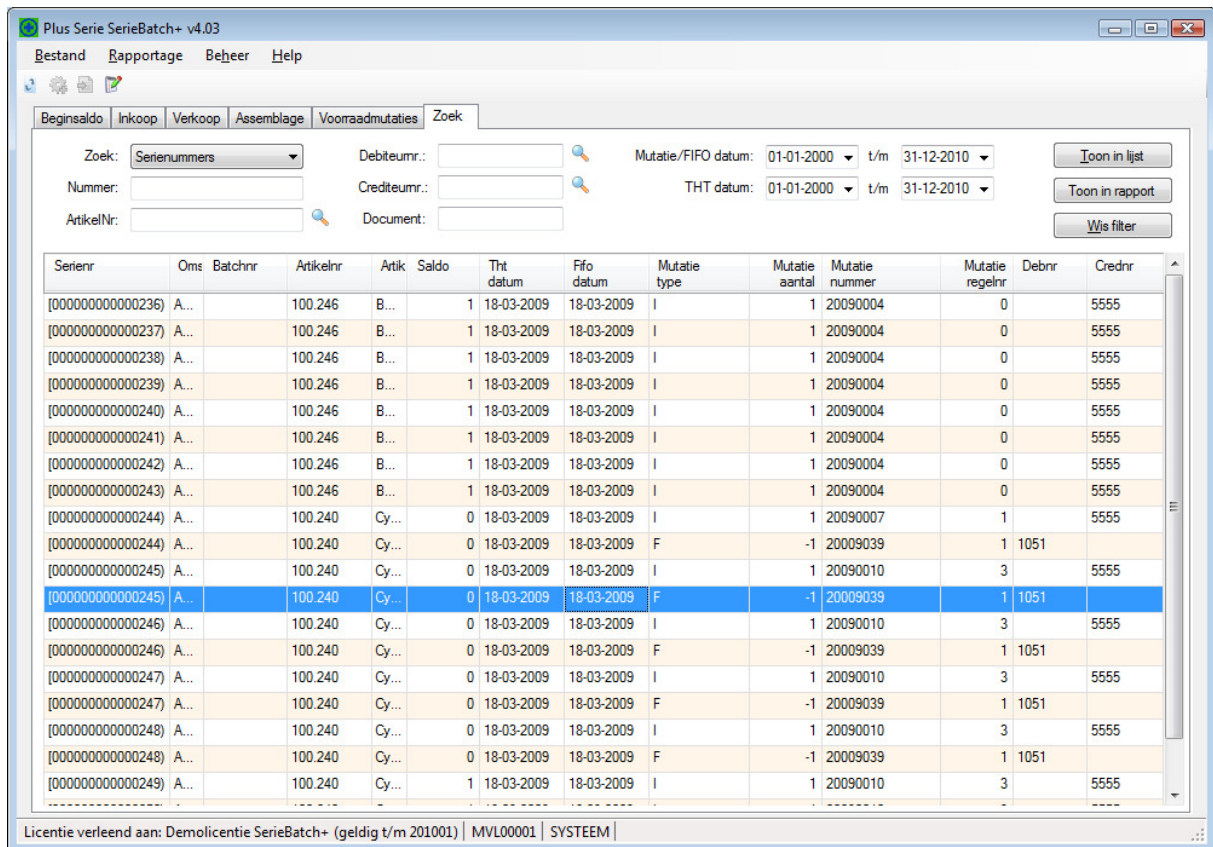 Plus Serie SerieBatch+ v4.03
Bestand Rapportage Beheer Help
Beginsaldo Inkoop Verkoop Assemblage Voorraadmutaties Zoek
Zoek: Serienummers Debiteurnr.: Mutatie/FIFO datum: 01-01-2000 t/m 31-12-2010 Toon in lijst
Nummer: Crediteurnr.: THT datum: 01-01-2000 t/m 31-12-2010 Toon in rapport
ArtikelNr: Document: Wis filter
Serienr Oms Batchnr Artikelnr Artik Saldo Tht datum Fifo datum Mutatie type Mutatie aantal Mutatie nummer Mutatie regelnr Debnr Crednr
[000000000000236) A... 100.246 B... 1 18-03-2009 18-03-2009 I 1 20090004 0 5555
[000000000000237) A... 100.246 B... 1 18-03-2009 18-03-2009 I 1 20090004 0 5555
[000000000000238) A... 100.246 B... 1 18-03-2009 18-03-2009 I 1 20090004 0 5555
[000000000000239) A... 100.246 B... 1 18-03-2009 18-03-2009 I 1 20090004 0 5555
[000000000000240) A... 100.246 B... 1 18-03-2009 18-03-2009 I 1 20090004 0 5555
[000000000000241) A... 100.246 B... 1 18-03-2009 18-03-2009 I 1 20090004 0 5555
[000000000000242) A... 100.246 B... 1 18-03-2009 18-03-2009 I 1 20090004 0 5555
[000000000000243) A... 100.246 B... 1 18-03-2009 18-03-2009 I 1 20090004 0 5555
[000000000000244) A... 100.240 Cy... 0 18-03-2009 18-03-2009 I 1 20090007 1 5555
[000000000000244) A... 100.240 Cy... 0 18-03-2009 18-03-2009 F -1 20009039 1 1051
[000000000000245) A... 100.240 Cy... 0 18-03-2009 18-03-2009 I 1 20090010 3 5555
[000000000000245) A... 100.240 Cy... 0 18-03-2009 18-03-2009 F -1 20009039 1 1051
[000000000000246) A... 100.240 Cy... 0 18-03-2009 18-03-2009 I 1 20090010 3 5555
[000000000000246) A... 100.240 Cy... 0 18-03-2009 18-03-2009 F -1 20009039 1 1051
[000000000000247) A... 100.240 Cy... 0 18-03-2009 18-03-2009 I 1 20090010 3 5555
[000000000000247) A... 100.240 Cy... 0 18-03-2009 18-03-2009 F -1 20009039 1 1051
[000000000000248) A... 100.240 Cy... 0 18-03-2009 18-03-2009 I 1 20090010 3 5555
[000000000000248) A... 100.240 Cy... 0 18-03-2009 18-03-2009 F -1 20009039 1 1051
[000000000000249) A... 100.240 Cy... 1 18-03-2009 18-03-2009 I 1 20090010 3 5555
Licentie verleend aan: Demolicentie SerieBatch+ (geldig t/m 201001) MVL00001 SYSTEEM